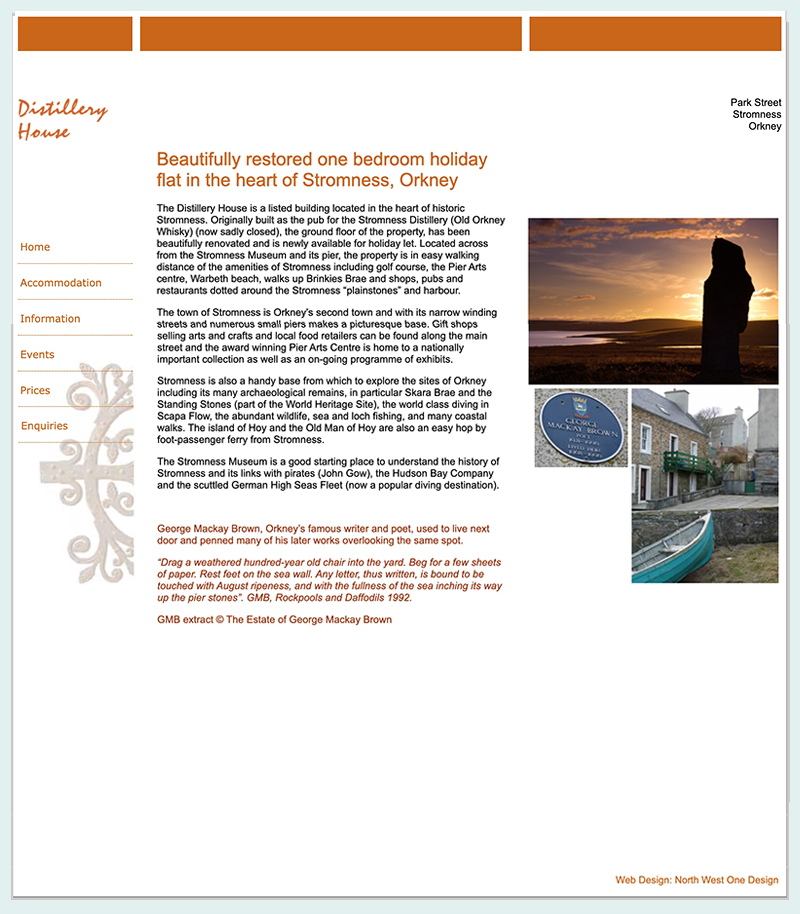 Distillery
House
Park Street
Stromness
Orkney
Home
Accommodation
Information
Events
Prices
Enquiries
Beautifully restored one bedroom holiday
flat in the heart of Stromness, Orkney
The Distillery House is a listed building located in the heart of historic
Stromness. Originally built as the pub for the Stromness Distillery (Old Orkney
Whisky) (now sadly closed), the ground floor of the property, has been
beautifully renovated and is newly available for holiday let. Located across
from the Stromness Museum and its pier, the property is in easy walking
distance of the amenities of Stromness including golf course, the Pier Arts
centre, Warbeth beach, walks up Brinkies Brae and shops, pubs and
restaurants dotted around the Stromness “plainstones” and harbour.
The town of Stromness is Orkney’s second town and with its narrow winding
streets and numerous small piers makes a picturesque base. Gift shops
selling arts and crafts and local food retailers can be found along the main
street and the award winning Pier Arts Centre is home to a nationally
important collection as well as an on-going programme of exhibits.
Stromness is also a handy base from which to explore the sites of Orkney
including its many archaeological remains, in particular Skara Brae and the
Standing Stones (part of the World Heritage Site), the world class diving in
Scapa Flow, the abundant wildlife, sea and loch fishing, and many coastal
walks. The island of Hoy and the Old Man of Hoy are also an easy hop by
foot-passenger ferry from Stromness.
The Stromness Museum is a good starting place to understand the history of
Stromness and its links with pirates (John Gow), the Hudson Bay Company
and the scuttled German High Seas Fleet (now a popular diving destination).
George Mackay Brown, Orkney’s famous writer and poet, used to live next
door and penned many of his later works overlooking the same spot.
“Drag a weathered hundred-year old chair into the yard. Beg for a few sheets
of paper. Rest feet on the sea wall. Any letter, thus written, is bound to be
touched with August ripeness, and with the fullness of the sea inching its way
up the pier stones”. GMB, Rockpools and Daffodils 1992.
GMB extract © The Estate of George Mackay Brown
GEORGE
MACKAY BROWN
POET
Web Design: North West One Design